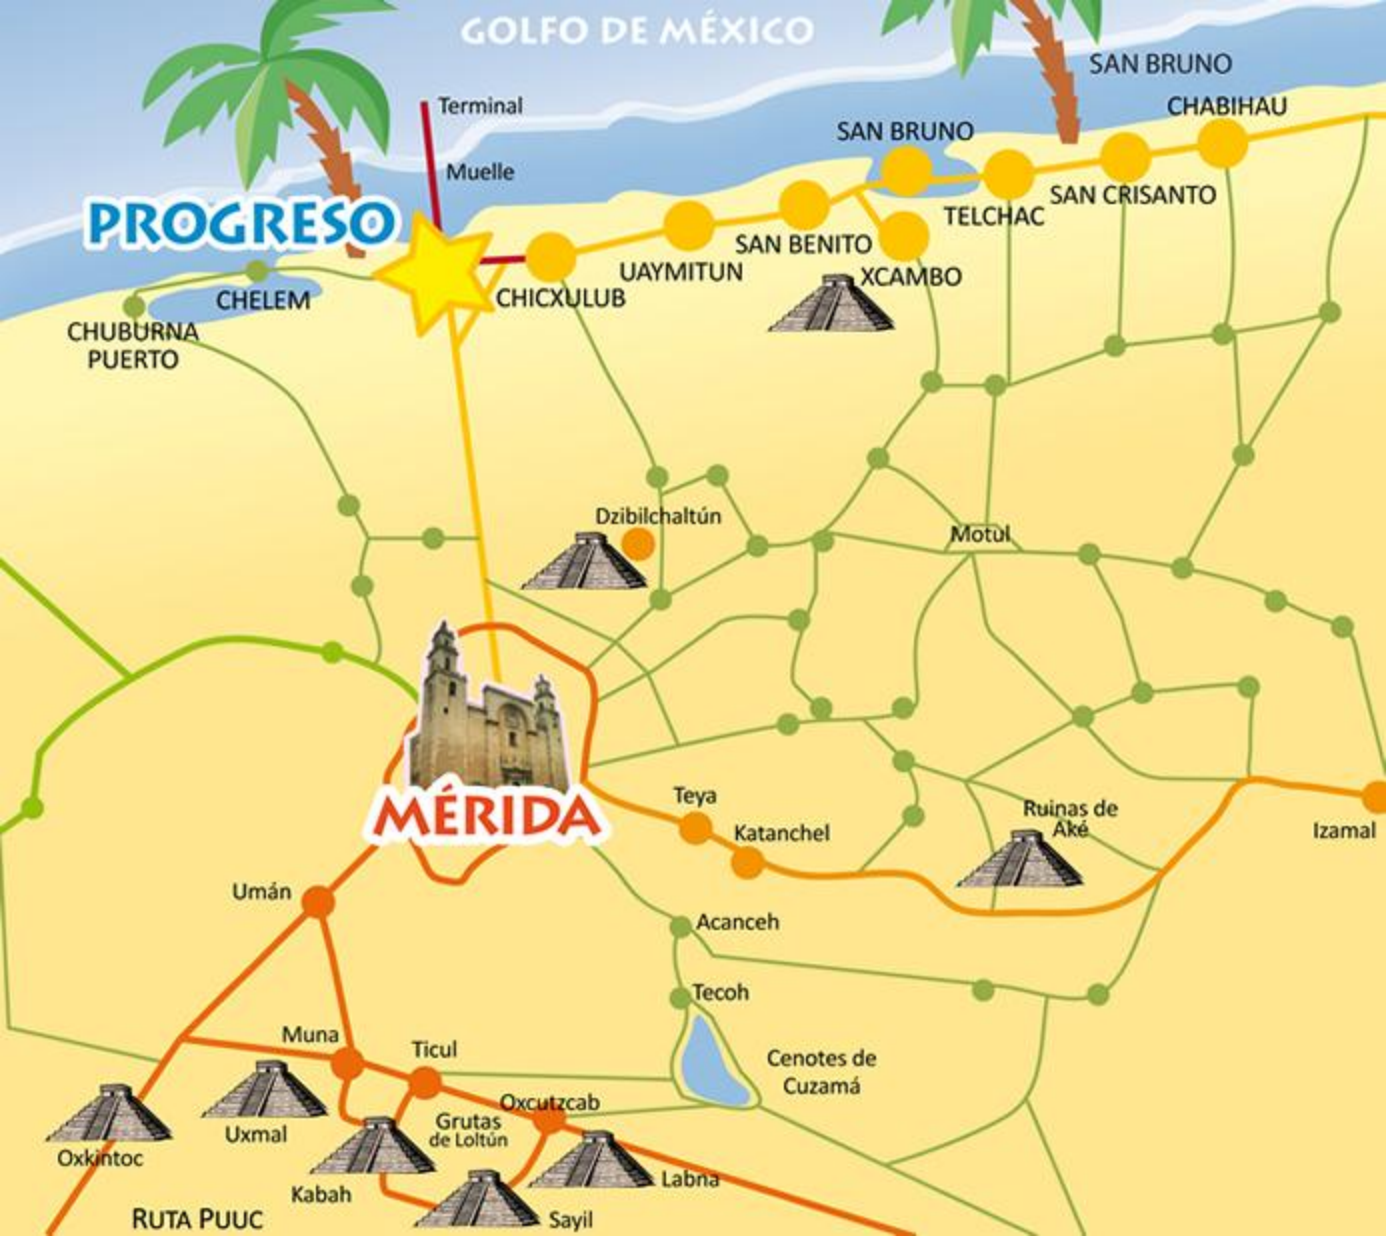 GOLFO DE MÉXICO
SAN BRUNO
Terminal
CHABIHAU
SAN BRUNO
Muelle
PROGRESO
SAN CRISANTO
TELCHAC
SAN BENITO
UAYMITUN
XCAMBO
CHELEM
CHICXULUB
CHUBURNA
PUERTO
Dzibilchaltún
Motul
Teya
MÉRIDA
Ruinas de
Aké
Katanchel
Izamal
Umán
Acanceh
Tecoh
Muna
Ticul
Cenotes de
Cuzamá
Oxcutzcab
Grutas
de Loltún
Uxmal
Oxkintoc
Labna
Kabah
RUTA PUUC
Sayil